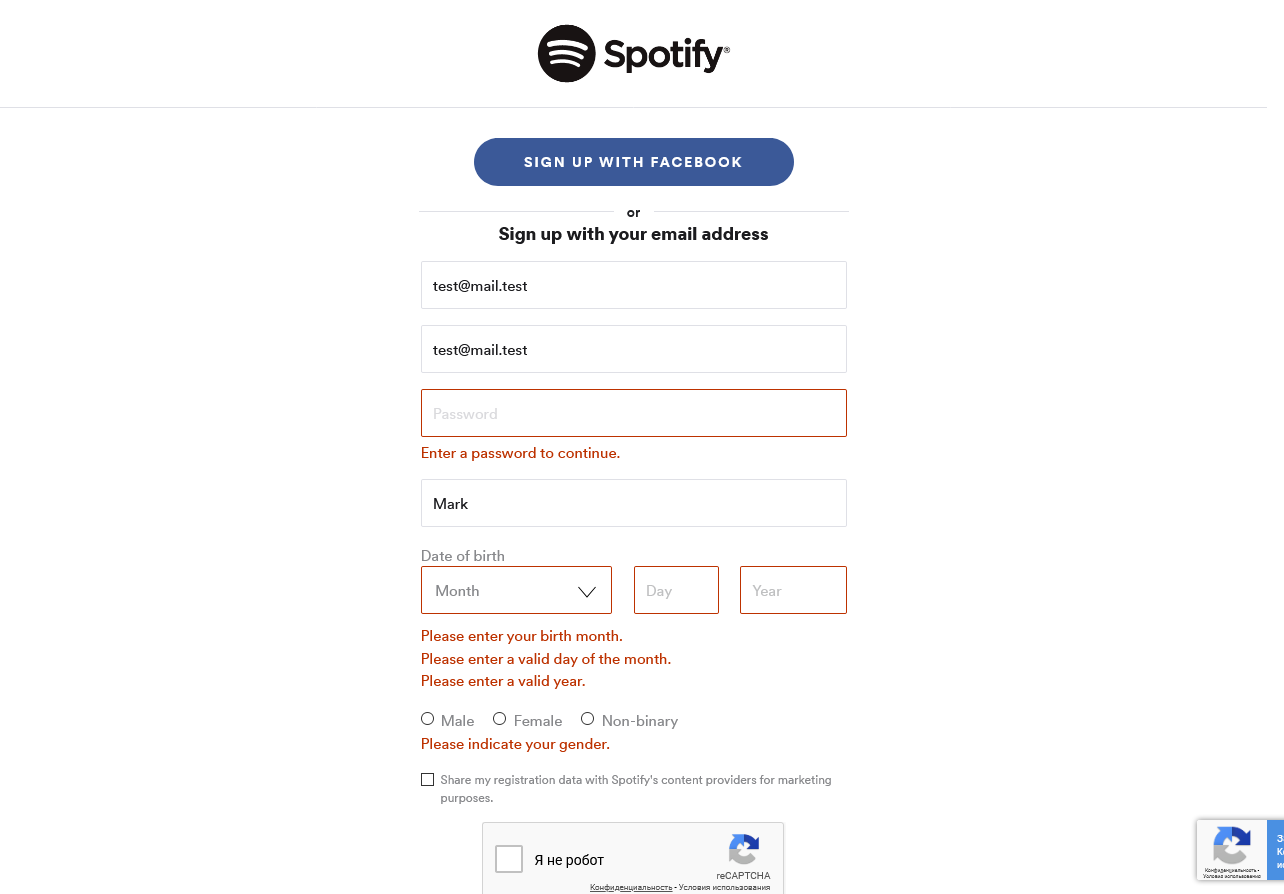 Spotify®
SIGN UP WITH FACEBOOK
or
Sign up with your email address
test@mail.test
test@mail.test
Password
Enter a password to continue.
Mark
Date of birth
Month Day Year
Please enter your birth month.
Please enter a valid day of the month.
Please enter a valid year.
Male Female Non-binary
Please indicate your gender.
Share my registration data with Spotify's content providers for marketing
purposes.
Я не робот
reCAPTCHA
Конфиденциальность - Условия использования
Конфиденциальность -
Условия использования